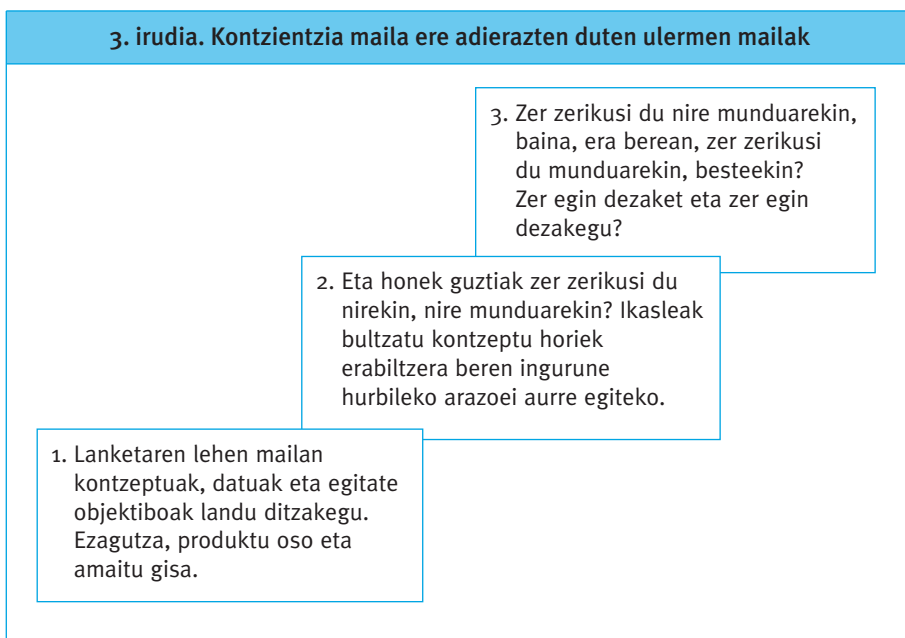 3. irudia. Kontzientzia maila ere adierazten duten ulermen mailak
3. Zer zerikusi du nire munduarekin,
baina, era berean, zer zerikusi
du munduarekin, besteekin?
Zer egin dezaket eta zer egin
dezakegu?
2. Eta honek guztiak zer zerikusi du
nirekin, nire munduarekin? Ikasleak
bultzatu kontzeptu horiek
erabiltzera beren ingurune
hurbileko arazoei aurre egiteko.
1. Lanketaren lehen mailan
kontzeptuak, datuak eta egitate
objektiboak landu ditzakegu.
Ezagutza, produktu oso eta
amaitu gisa.